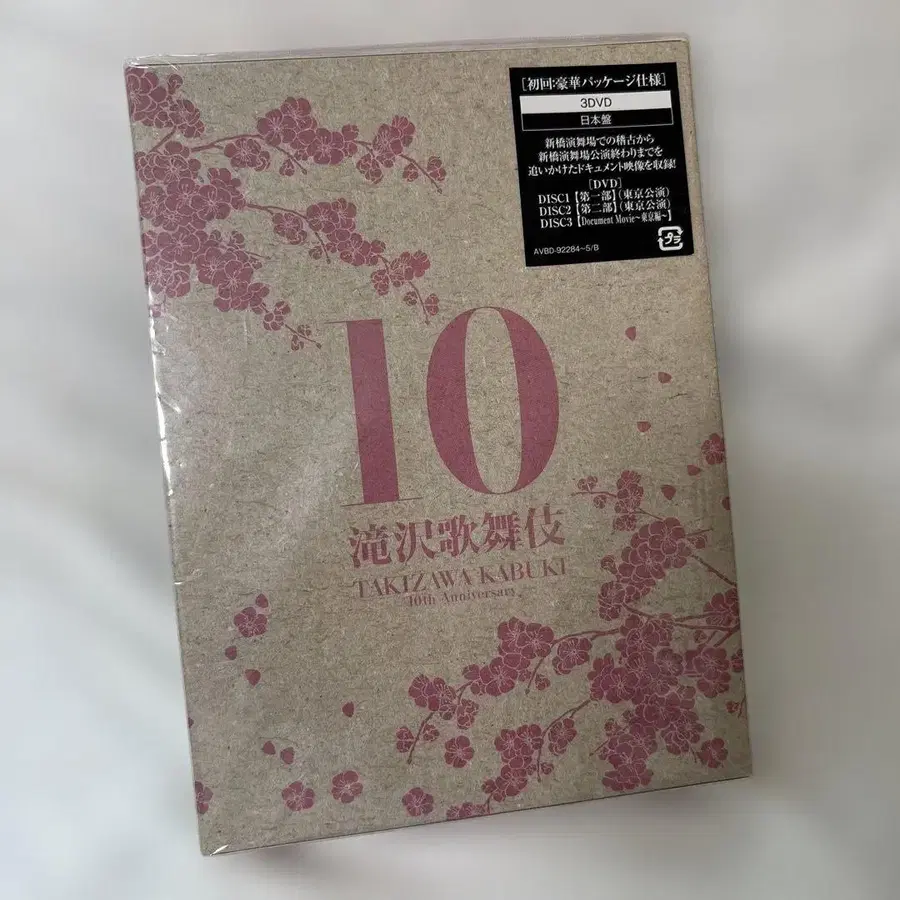 [初回:豪華パッケージ仕様]
3DVD
日本盤
新橋演舞場での稽古から
新橋演舞場公演終わりまでを
追いかけたドキュメント映像を収録!
[DVD]
DISC1【第一部】(東京公演)
DISC2【第二部】(東京公演)
DISC3【Document Movie～東京編～】
AVBD-92284~5/B
プラ
10
滝沢歌舞伎
TAKIZAWA KABUKI
10th Anniversary